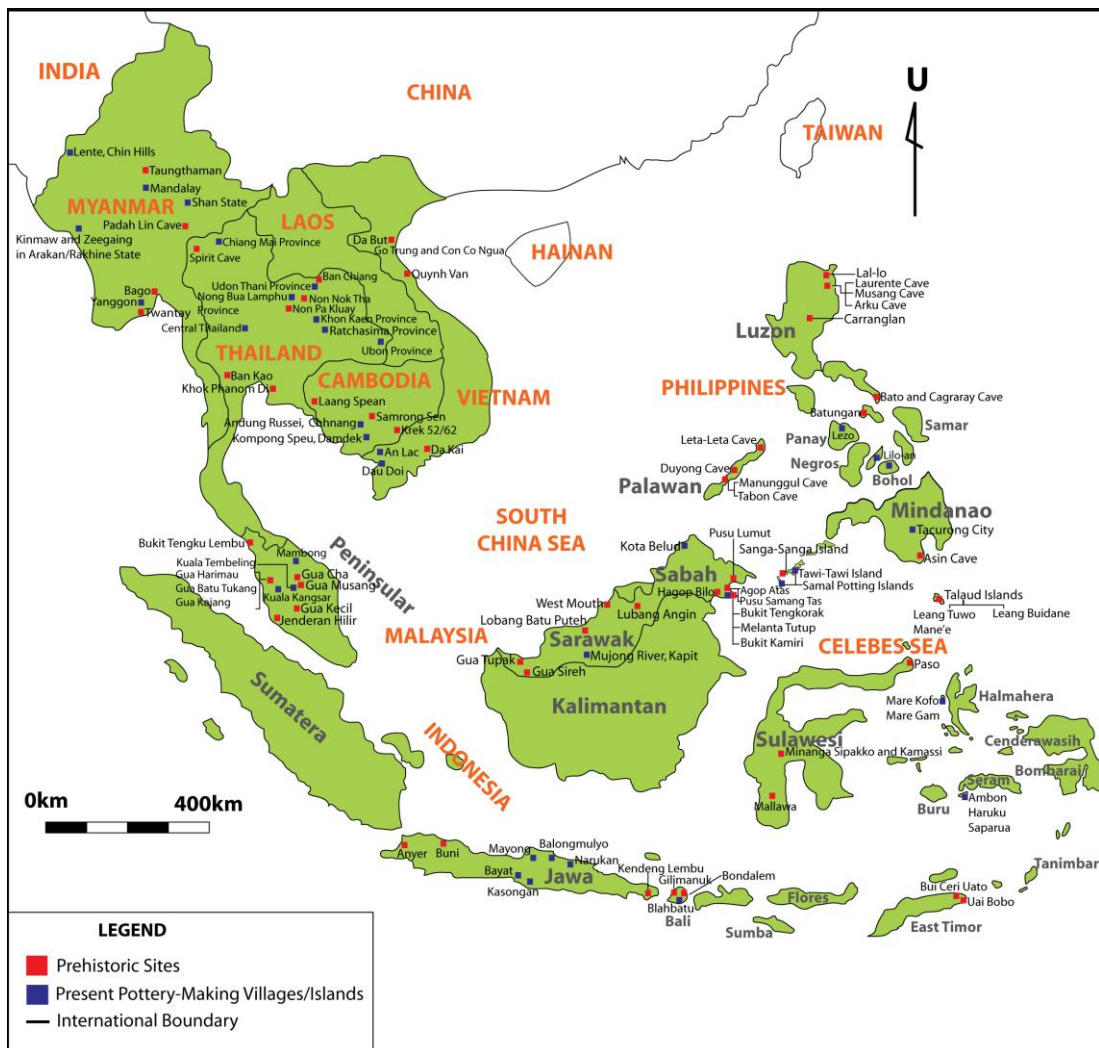 INDIA
CHINA
U
TAIWAN
Lente, Chin Hills
Taungthaman
Mandalay
Shan State
MYANMAR
LAOS
Padah Lin Cave
Kinmaw and Zeegaing
in Arakan/Rakhine State
Chiang Mai Province
Spirit Cave
Da But
Go Trung and Con Co Ngua
HAINAN
Quynh Van
Bago
Yanggon
Twantay
Ban Chiang
Udon Thani Province
Nong Bua Lamphu
Province
Non Nok Tha
Non Pa Kluay
Khon Kaen Province
Central Thailand
Ratchasima Province
Ubon Province
THAILAND
Ban Kao
Khok Phanom Di
CAMBODIA
VIETNAM
Laang Spean
Samrong Sen
Andung Russei, Chhnang
Krek 52/62
Kompong Speu, Damdek
An Lac
Da Kai
Dau Doi
Lal-lo
Laurente Cave
Musang Cave
Arku Cave
Carranglan
Luzon
PHILIPPINES
Bato and Cagraray Cave
Batungang
Samar
Panay
Lezo
Leta-Leta Cave
Negros
Lilo-an
Bohol
Duyong Cave
Manunggul Cave
Tabon Cave
Palawan
Mindanao
Tacurong City
Asin Cave
SOUTH
CHINA SEA
Bukit Tengku Lembu
Mambong
Peninsular
Kuala Tembeling
Gua Harimau
Gua Batu Tukang
Gua Kajang
Gua Cha
Gua Musang
Kuala Kangsar
Gua Kecil
Jenderan Hilir
MALAYSIA
Kota Belud
Pusu Lumut
Sanga-Sanga Island
Sabah
Tawi-Tawi Island
Samal Potting Islands
Hagop Bilo
Agop Atas
Pusu Samang Tas
Bukit Tengkorak
Melanta Tutup
Bukit Kamiri
West Mouth
Lubang Angin
Lobang Batu Puteh
Sarawak
Mujong River, Kapit
Gua Tupak
Gua Sireh
Kalimantan
Talaud Islands
Leang Tuwo
Mane'e
Leang Buidane
CELEBES SEA
Paso
Mare Kofo
Mare Gam
Halmahera
Sumatera
INDONESIA
Sulawesi
Minanga Sipakko and Kamassi
Cenderawasih
Bombarai
Mallawa
Seram
Buru
Ambon
Haruku
Saparua
0km
400km
Anyer
Buni
Mayong
Balongmulyo
Narukan
Bayat
Jawa
Kasongan
Kendeng Lembu
Gilimanuk
Bondalem
Blahbatu
Bali
Flores
Sumba
Tanimbar
Bui Ceri Uato
Uai Bobo
East Timor
LEGEND
Prehistoric Sites
Present Pottery-Making Villages/Islands
International Boundary